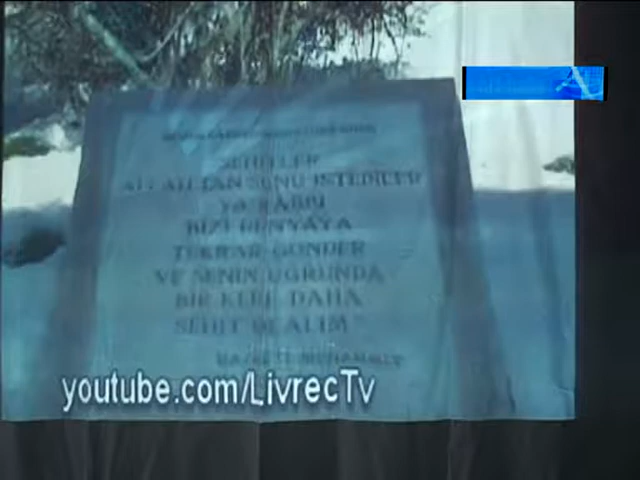 ŞEHİTLER
ALLAH'TAN ŞUNU İSTEDİLER
YA RABBİ
BİZİ DÜNYAYA
TEKRAR GÖNDER
VE SENİN UĞRUNDA
BİR KERE DAHA
ŞEHİT OLALIM"
HAZRETİ MUHAMMED
youtube.com/LivrecTv